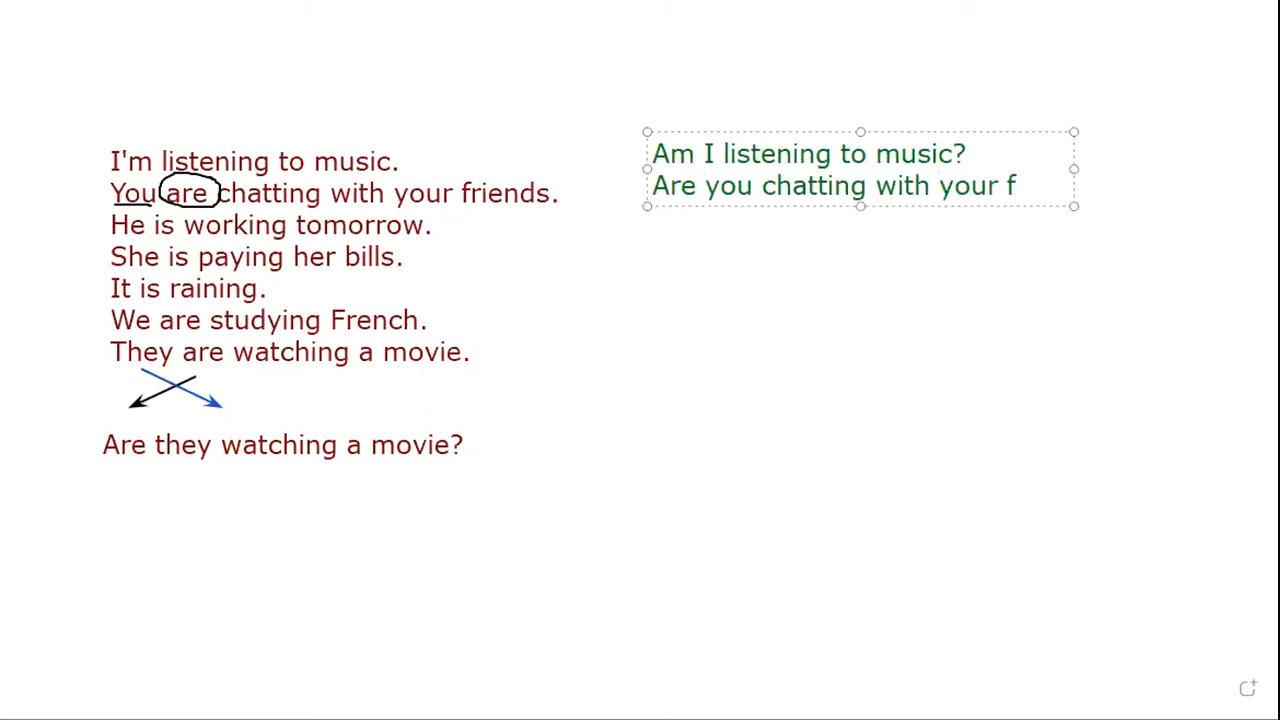 I'm listening to music.
You are chatting with your friends.
He is working tomorrow.
She is paying her bills.
It is raining.
We are studying French.
They are watching a movie.
Are they watching a movie?
Am I listening to music?
Are you chatting with your f